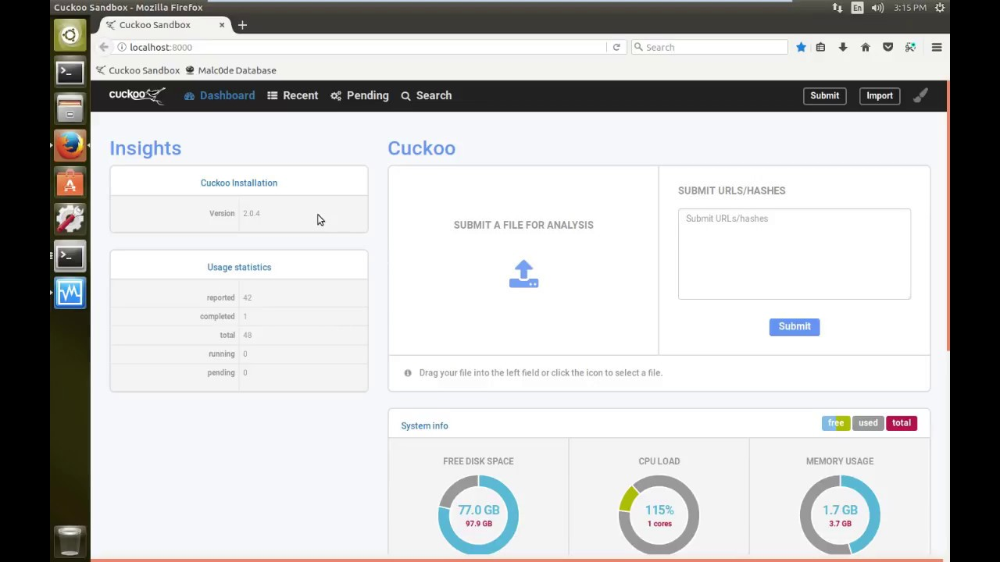 Cuckoo Sandbox - Mozilla Firefox
En
3:15 PM
Cuckoo Sandbox
localhost:8000
Search
Cuckoo Sandbox
Malc0de Database
cuckoo
Dashboard
Recent
Pending
Search
Submit
Import
Insights
Cuckoo Installation
Version 2.0.4
Usage statistics
reported 42
completed 1
total 48
running 0
pending 0
Cuckoo
SUBMIT A FILE FOR ANALYSIS
SUBMIT URLS/HASHES
Submit URLs/hashes
Submit
Drag your file into the left field or click the icon to select a file.
System info
free
used
total
FREE DISK SPACE
77.0 GB
97.9 GB
CPU LOAD
115%
1 cores
MEMORY USAGE
1.7 GB
3.7 GB